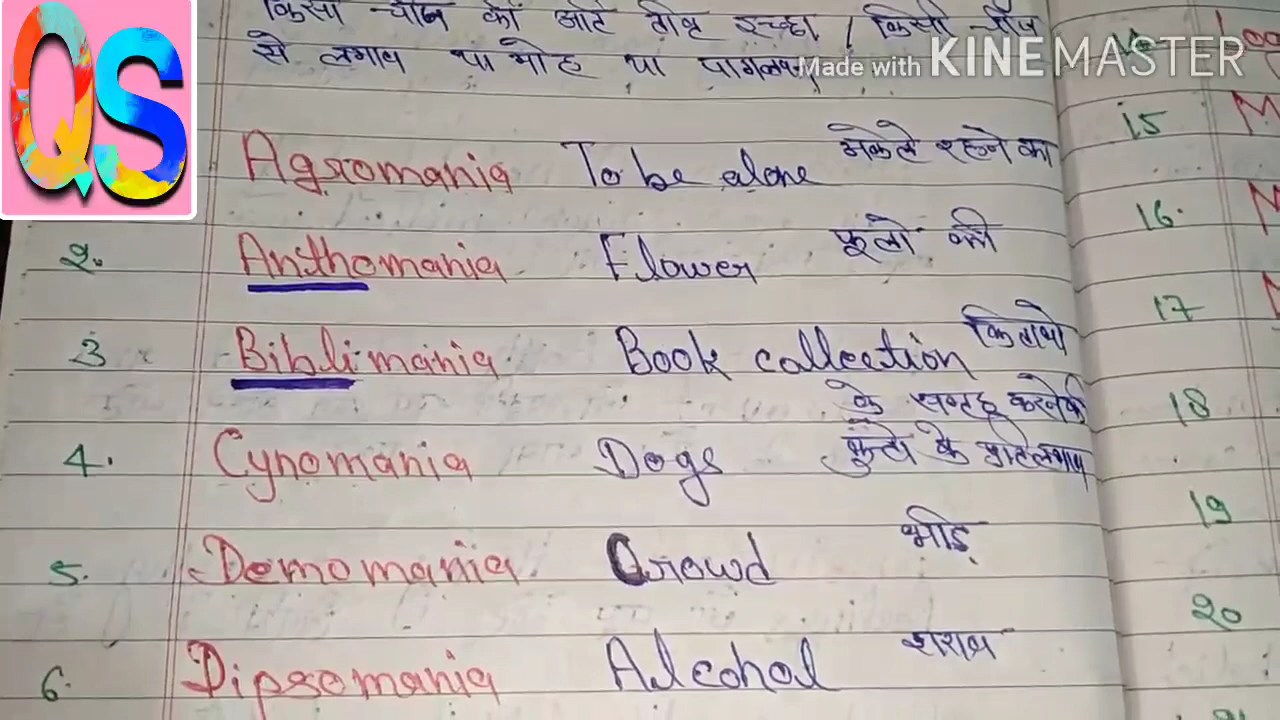 किसी चीज की ओर तीव्र इच्छा / किसी चीज
से लगाव या मोह या पागलपन
Made with KINEMASTER
QS
Agromania To be alone अकेले रहने का
2. Anthomania Flower फूलो की
3 Biblimania Book collection किताबो
के सन्ग्रह करने की
4. Cynomania Dogs कुत्ते के प्रति लगाव
5. Demomania Crowd भीड़
6. Dipsomania Alcohol शराब
15 M
16. M
17
18
19
20